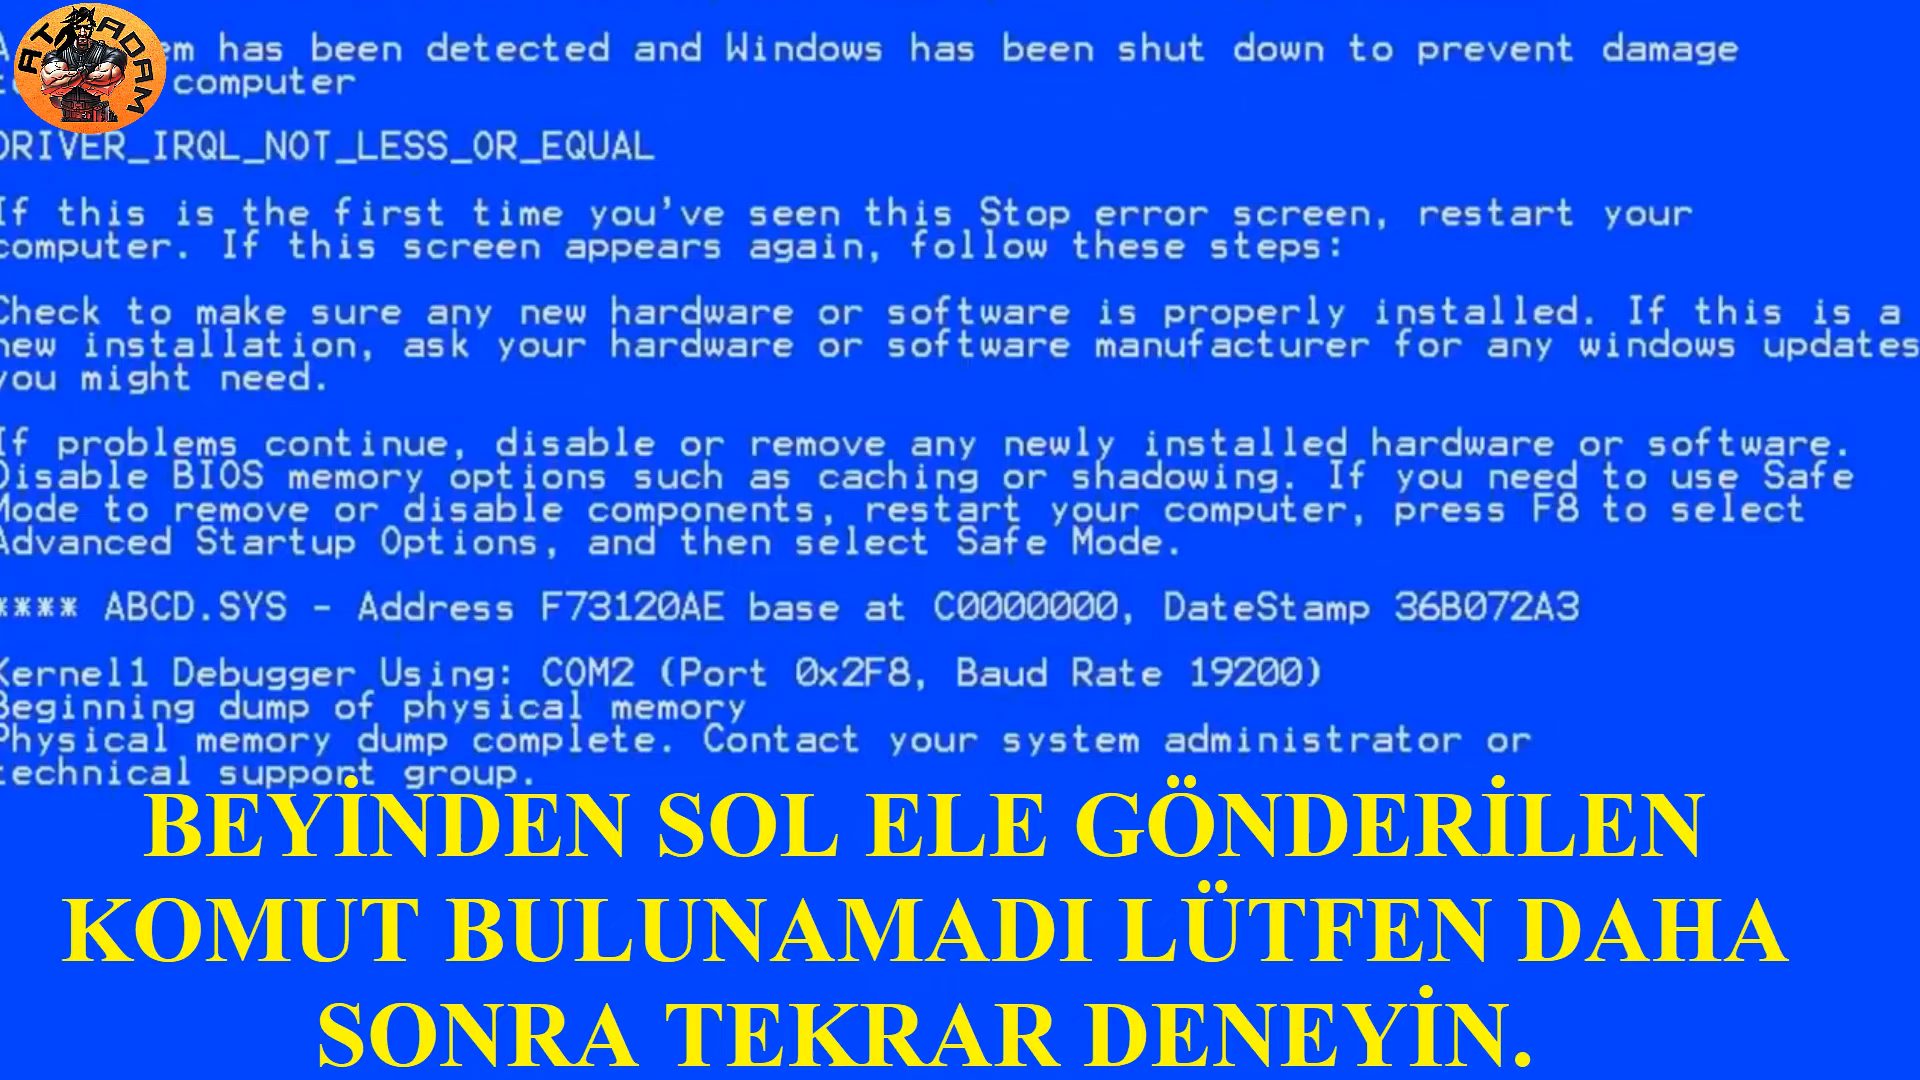 AT ADAM
em has been detected and Windows has been shut down to prevent damage
computer
DRIVER_IRQL_NOT_LESS_OR_EQUAL
If this is the first time you've seen this Stop error screen, restart your
computer. If this screen appears again, follow these steps:
Check to make sure any new hardware or software is properly installed. If this is a
new installation, ask your hardware or software manufacturer for any windows updates
you might need.
If problems continue, disable or remove any newly installed hardware or software.
Disable BIOS memory options such as caching or shadowing. If you need to use Safe
Mode to remove or disable components, restart your computer, press F8 to select
Advanced Startup Options, and then select Safe Mode.
**** ABCD.SYS - Address F73120AE base at C0000000, DateStamp 36B072A3
Kernel1 Debugger Using: COM2 (Port 0x2F8, Baud Rate 19200)
Beginning dump of physical memory
Physical memory dump complete. Contact your system administrator or
technical support group.
BEYİNDEN SOL ELE GÖNDERİLEN
KOMUT BULUNAMADI LÜTFEN DAHA
SONRA TEKRAR DENEYİN.